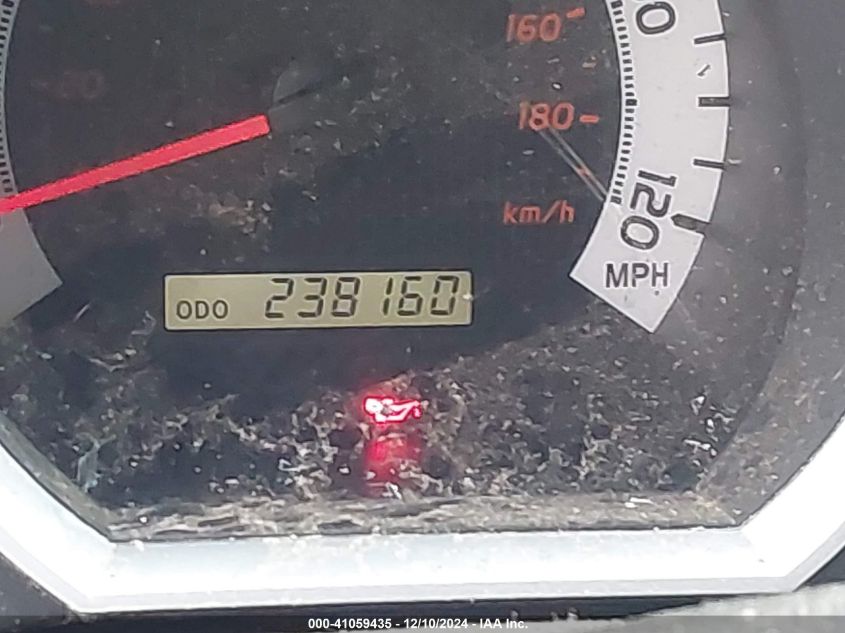 160
180
km/h
120
MPH
ODO 238160
000-41059435 - 12/10/2024 - IAA Inc.